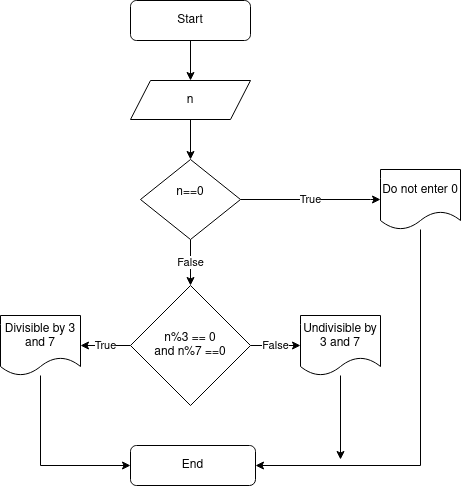 Start
n
n==0
True
Do not enter 0
False
n%3 == 0
and n%7 ==0
True
Divisible by 3
and 7
False
Undivisible by
3 and 7
End